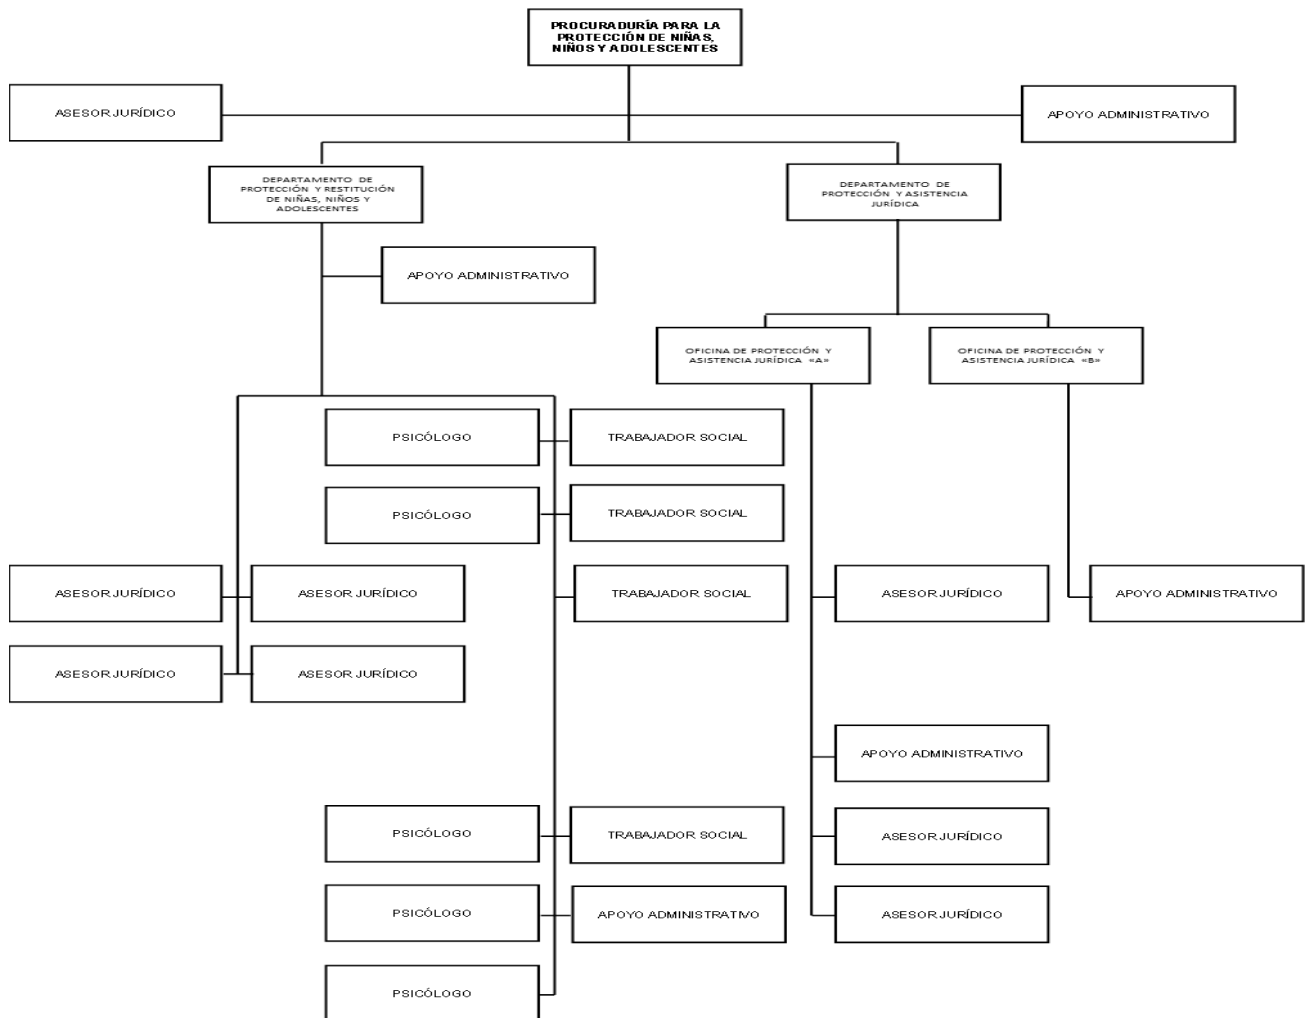 PROCURADURÍA PARA LA
PROTECCIÓN DE NIÑAS,
NIÑOS Y ADOLESCENTES
ASESOR JURÍDICO
APOYO ADMINISTRATIVO
DEPARTAMENTO DE
PROTECCIÓN Y RESTITUCIÓN
DE NIÑAS, NIÑOS Y
ADOLESCENTES
DEPARTAMENTO DE
PROTECCIÓN Y ASISTENCIA
JURÍDICA
APOYO ADMINISTRATIVO
OFICINA DE PROTECCIÓN Y
ASISTENCIA JURÍDICA «A»
OFICINA DE PROTECCIÓN Y
ASISTENCIA JURÍDICA «B»
PSICÓLOGO
TRABAJADOR SOCIAL
PSICÓLOGO
TRABAJADOR SOCIAL
ASESOR JURÍDICO
ASESOR JURÍDICO
TRABAJADOR SOCIAL
ASESOR JURÍDICO
APOYO ADMINISTRATIVO
ASESOR JURÍDICO
ASESOR JURÍDICO
APOYO ADMINISTRATIVO
PSICÓLOGO
TRABAJADOR SOCIAL
ASESOR JURÍDICO
PSICÓLOGO
APOYO ADMINISTRATIVO
ASESOR JURÍDICO
PSICÓLOGO